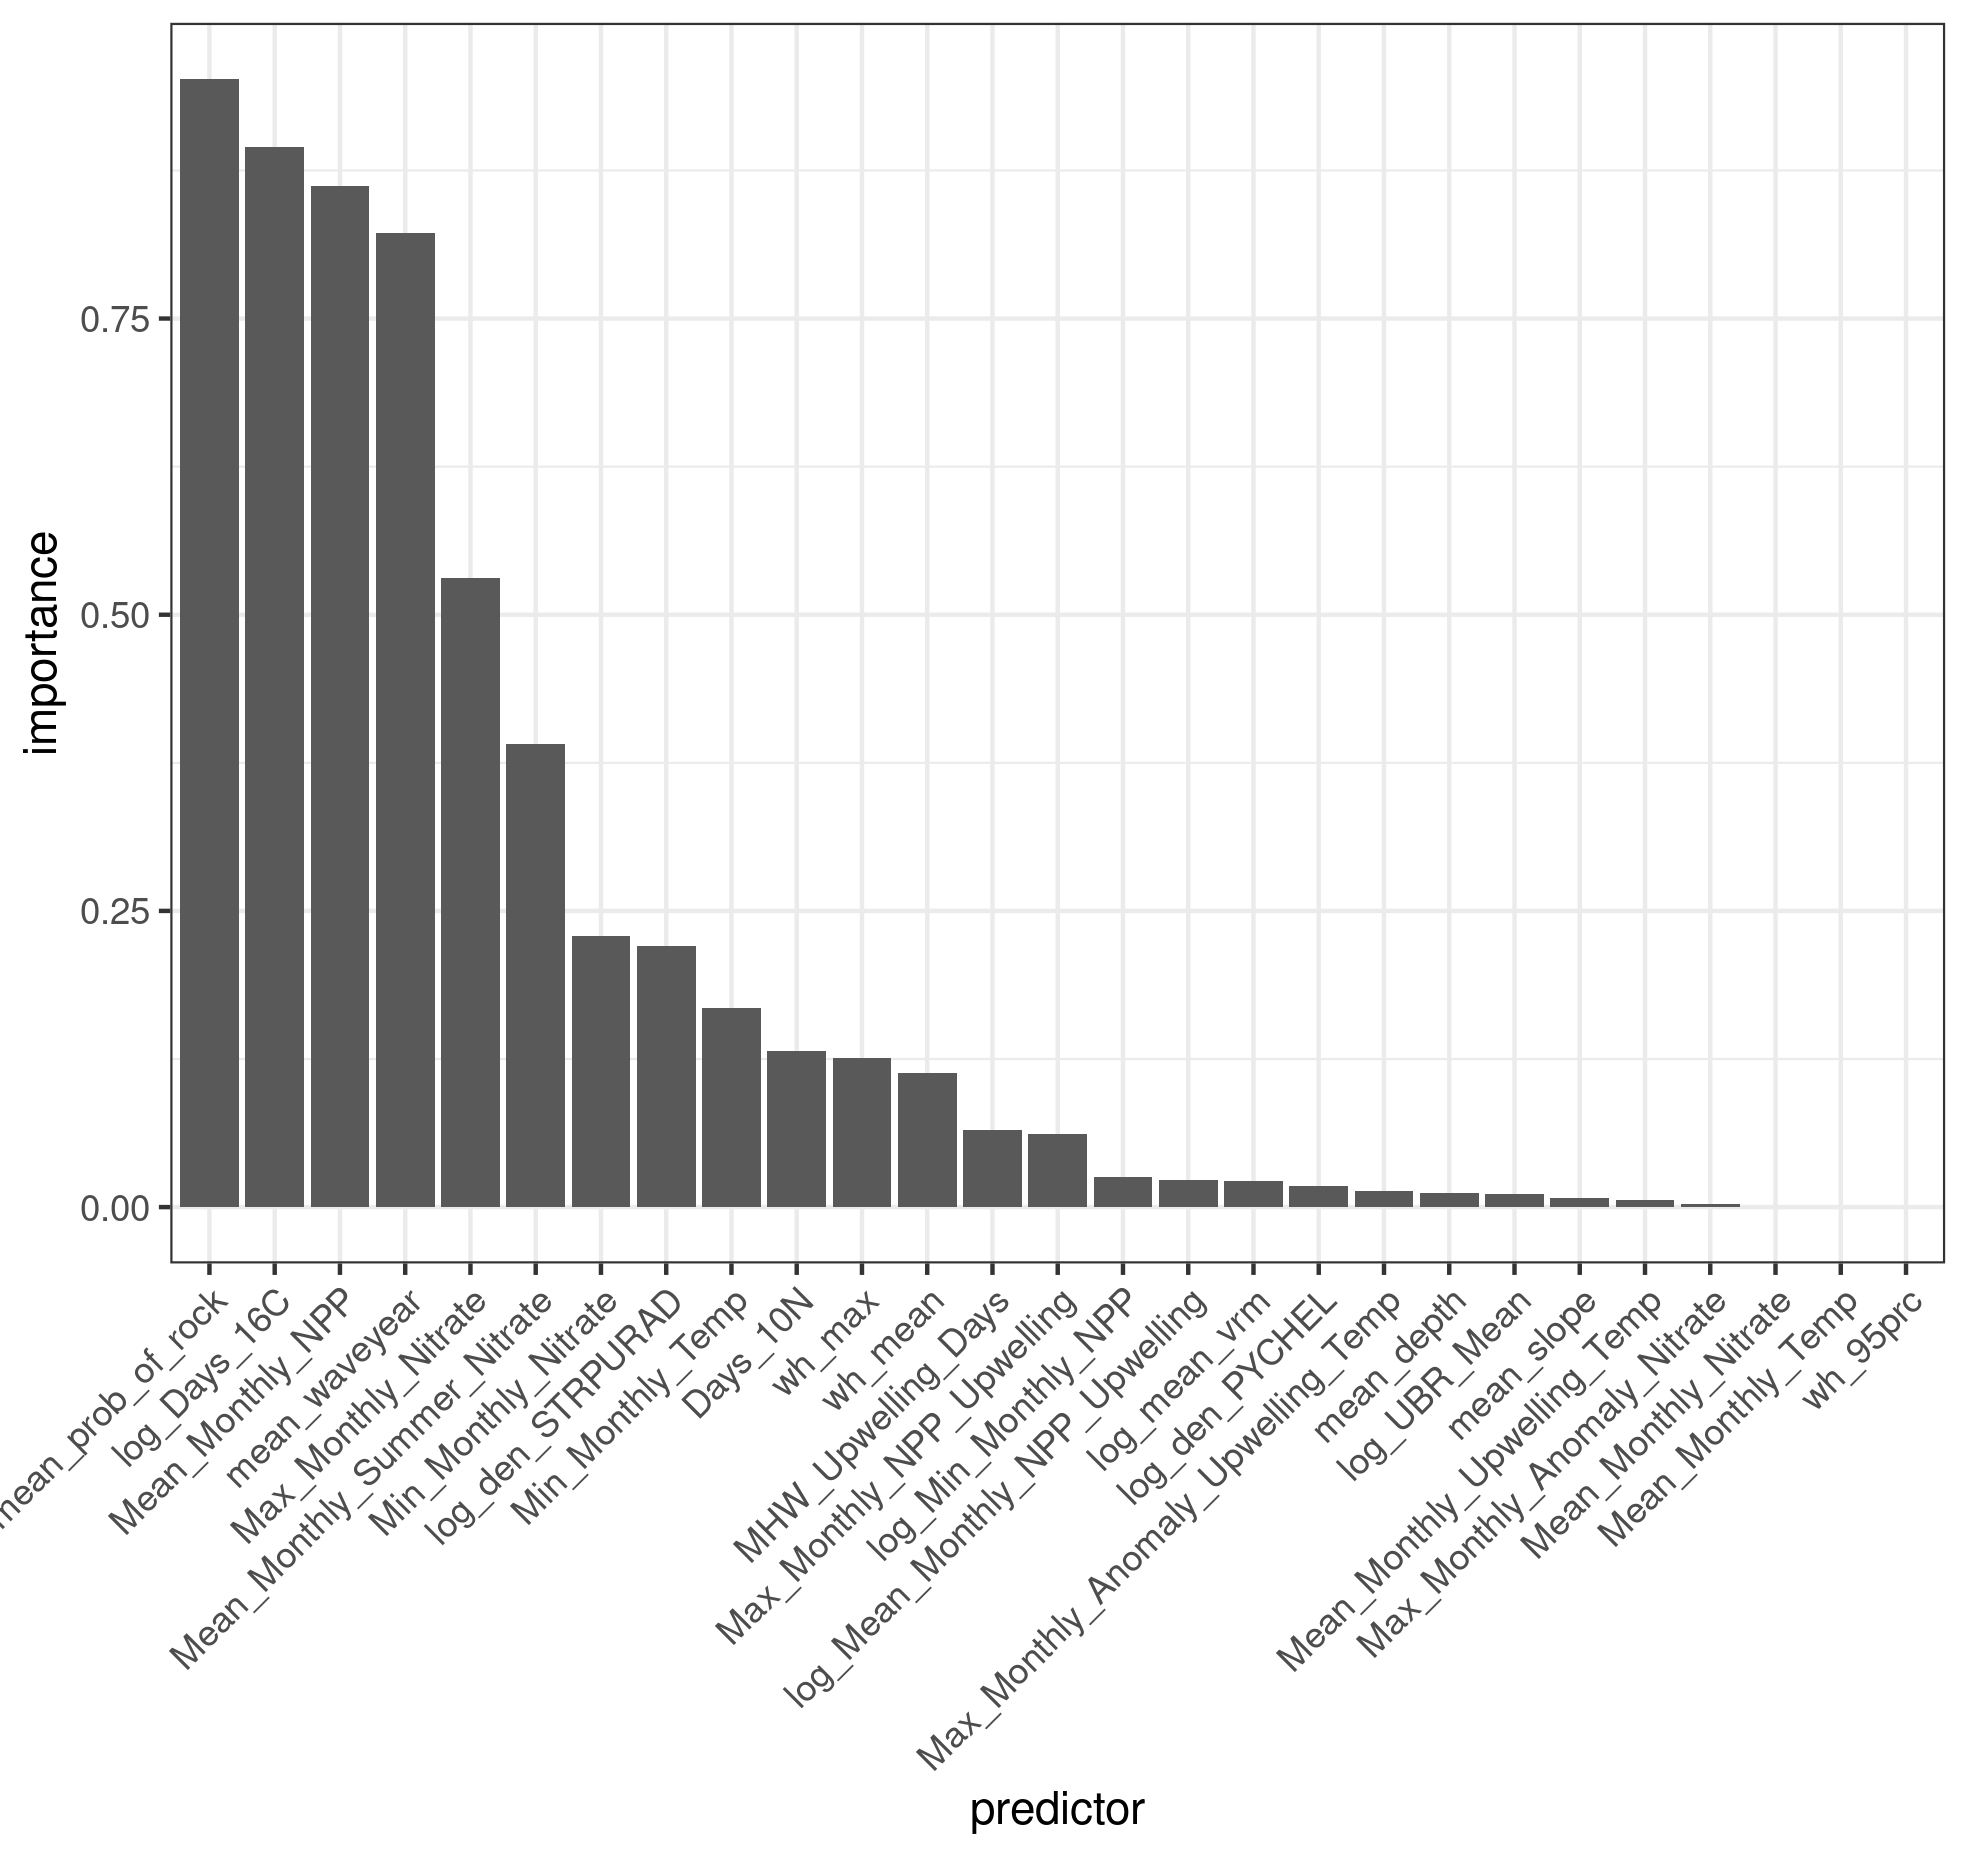 importance
0.75
0.50
0.25
0.00
mean_prob_of_rock
log_Days_16C
Mean_Monthly_NPP
mean_waveyear
Max_Monthly_Nitrate
Mean_Monthly_Summer_Nitrate
Min_Monthly_Nitrate
log_den_STRPURAD
Min_Monthly_Temp
Days_10N
wh_max
wh_mean
MHW_Upwelling_Days
Max_Monthly_NPP_Upwelling
log_Min_Monthly_NPP
log_Mean_Monthly_NPP_Upwelling
log_mean_vrm
log_den_PYCHEL
Max_Monthly_Anomaly_Upwelling_Temp
mean_depth
log_UBR_Mean
mean_slope
Mean_Monthly_Upwelling_Temp
Max_Monthly_Anomaly_Nitrate
Mean_Monthly_Nitrate
Mean_Monthly_Temp
wh_95prc
predictor